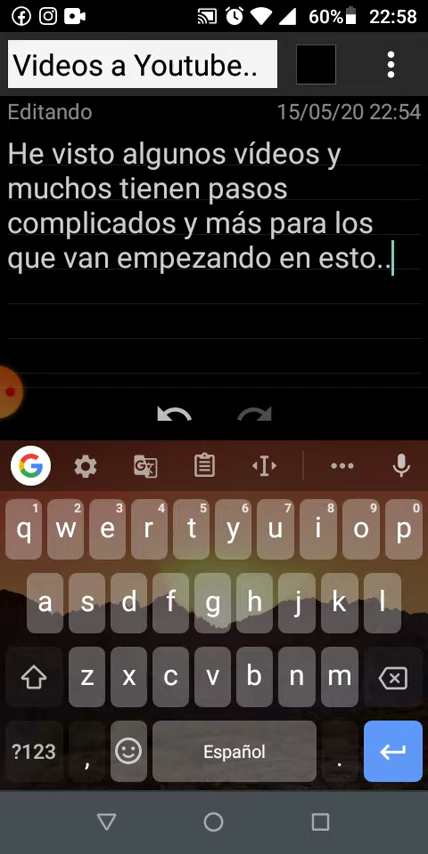 60% 22:58
Videos a Youtube..
Editando 15/05/20 22:54
He visto algunos vídeos y
muchos tienen pasos
complicados y más para los
que van empezando en esto..
1 2 3 4 5 6 7 8 9 0
q w e r t y u i o p
a s d f g h j k l
z x c v b n m
?123 , Español .